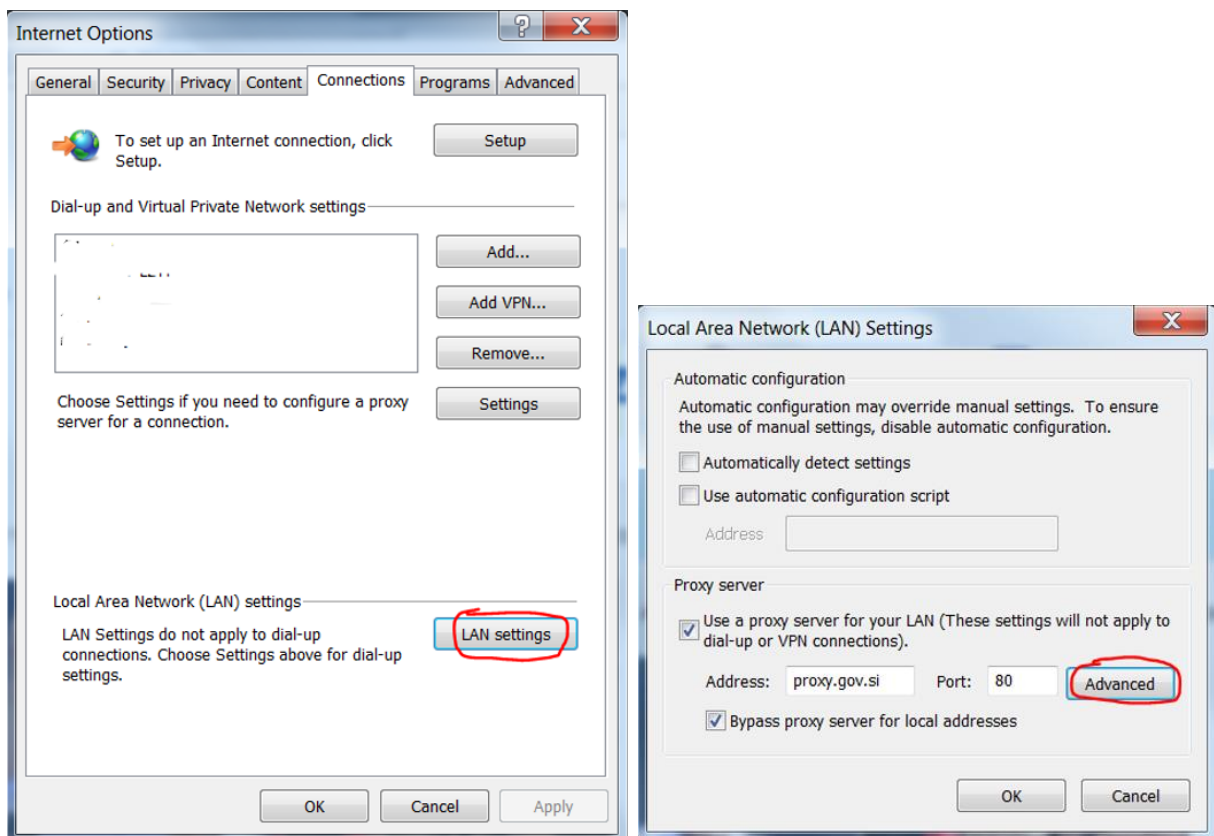 Internet Options
General Security Privacy Content Connections Programs Advanced
To set up an Internet connection, click
Setup.
Setup
Dial-up and Virtual Private Network settings
Add...
Add VPN...
Remove...
Choose Settings if you need to configure a proxy
server for a connection.
Settings
Local Area Network (LAN) settings
LAN Settings do not apply to dial-up
connections. Choose Settings above for dial-up
settings.
LAN settings
OK Cancel Apply
Local Area Network (LAN) Settings
Automatic configuration
Automatic configuration may override manual settings. To ensure
the use of manual settings, disable automatic configuration.
Automatically detect settings
Use automatic configuration script
Address
Proxy server
Use a proxy server for your LAN (These settings will not apply to
dial-up or VPN connections).
Address: proxy.gov.si Port: 80 Advanced
Bypass proxy server for local addresses
OK Cancel